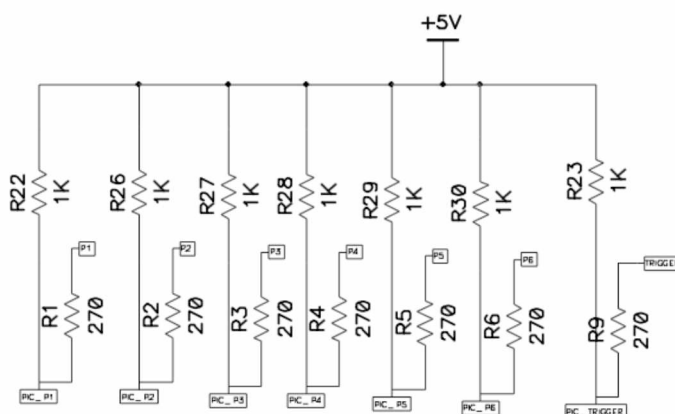 +5V
R22 1K
R26 1K
R27 1K
R28 1K
R29 1K
R30 1K
R23 1K
P1
P2
P3
P4
P5
P6
TRIGGER
R1 270
R2 270
R3 270
R4 270
R5 270
R6 270
R9 270
PIC_P1
PIC_P2
PIC_P3
PIC_P4
PIC_P5
PIC_P6
PIC_TRIGGER